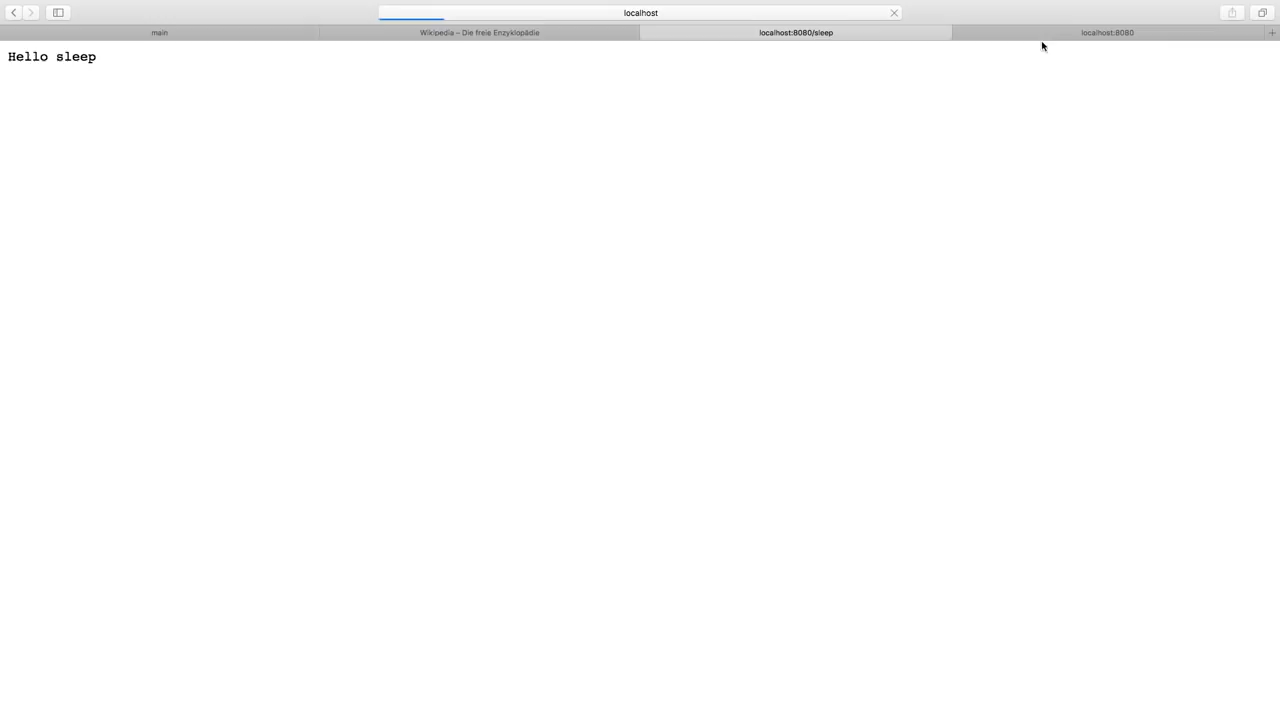 localhost
main
Wikipedia – Die freie Enzyklopädie
localhost:8080/sleep
localhost:8080
Hello sleep